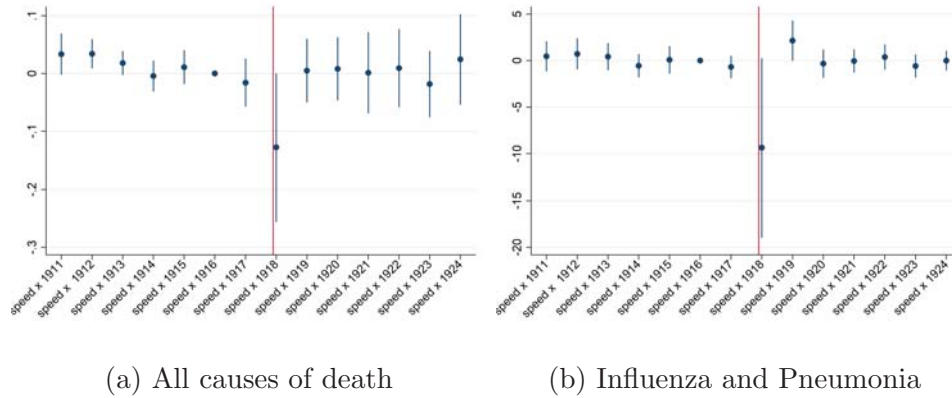 .1
0
-.1
-.2
-.3
speed x 1911
speed x 1912
speed x 1913
speed x 1914
speed x 1915
speed x 1916
speed x 1917
speed x 1918
speed x 1919
speed x 1920
speed x 1921
speed x 1922
speed x 1923
speed x 1924
(a) All causes of death
5
0
-5
-10
-15
-20
speed x 1911
speed x 1912
speed x 1913
speed x 1914
speed x 1915
speed x 1916
speed x 1917
speed x 1918
speed x 1919
speed x 1920
speed x 1921
speed x 1922
speed x 1923
speed x 1924
(b) Influenza and Pneumonia